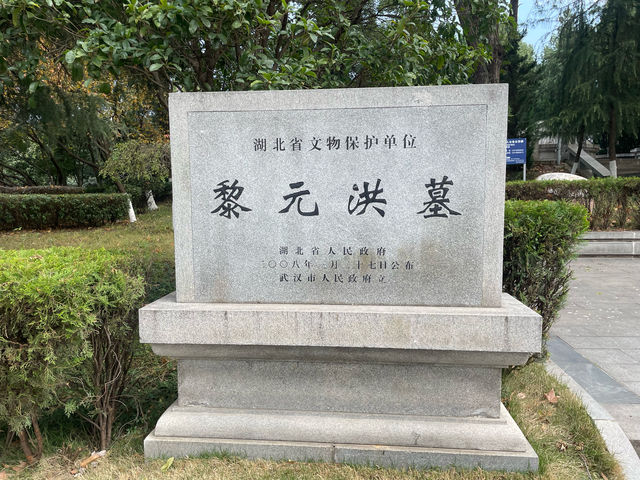 湖北省文物保护单位
黎元洪墓
湖北省人民政府
二〇〇八年三月二十七日公布
武汉市人民政府立